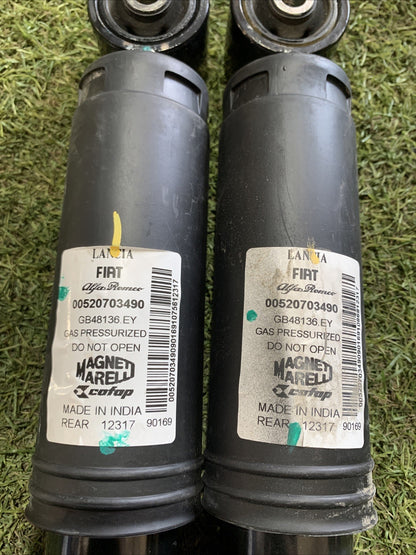 LANCIA
FIAT
Alfa Romeo
00520703490
GB48136.EY
GAS PRESSURIZED
DO NOT OPEN
MAGNETI
MARELLI
cofap
MADE IN INDIA
REAR 12317 90169
LANCIA
FIAT
Alfa Romeo
00520703490
GB48136.EY
GAS PRESSURIZED
DO NOT OPEN
MAGNETI
MARELLI
cofap
MADE IN INDIA
REAR 12317 90169